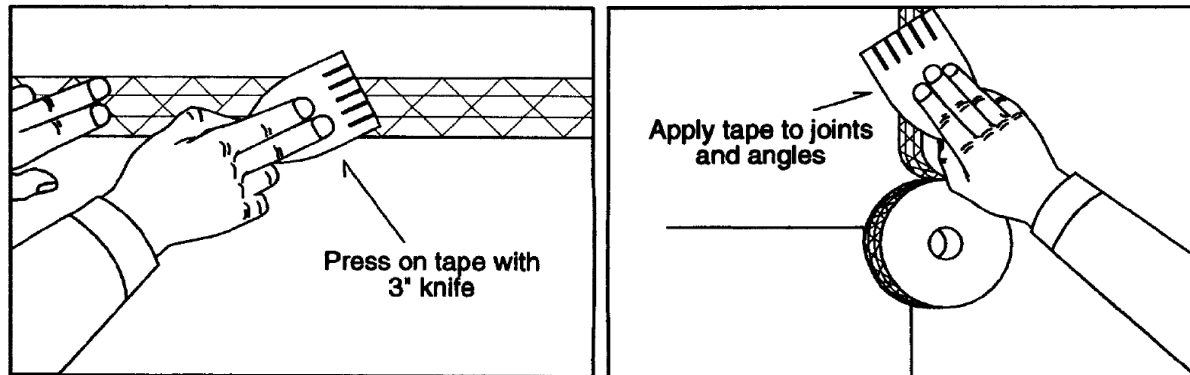 Press on tape with
3" knife
Apply tape to joints
and angles